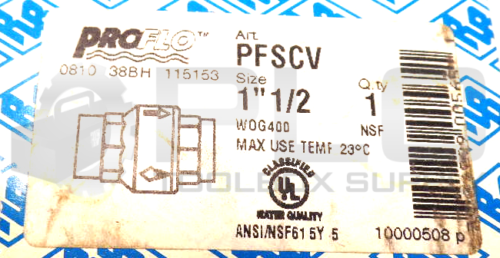 PROFLO™
Art.
PFSCV
0810 38BH 115153
Size
Q.ty
1" 1/2
1
WOG400
NSF
MAX USE TEMP 23°C
CLASSIFIED
UL
WATER QUALITY
ANSI/NSF61 5Y 5
10000508 p